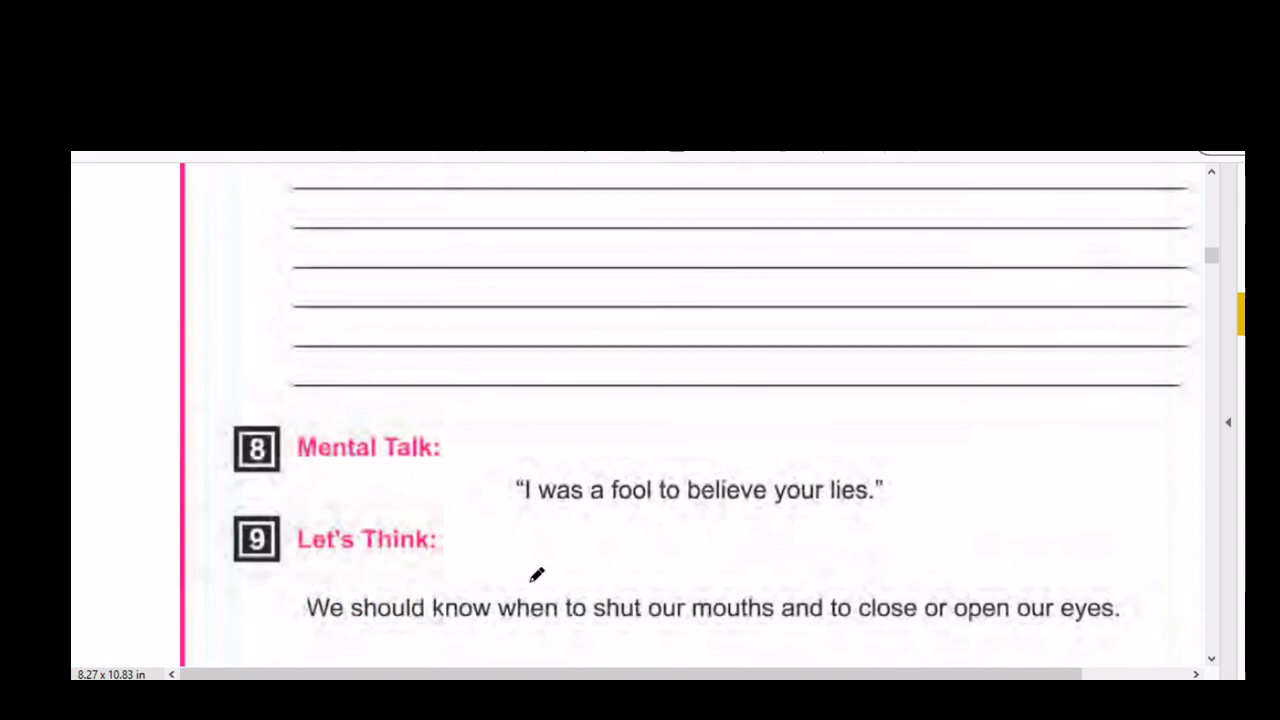 8 Mental Talk:
“I was a fool to believe your lies.”
9 Let's Think:
We should know when to shut our mouths and to close or open our eyes.
8.27 x 10.83 in